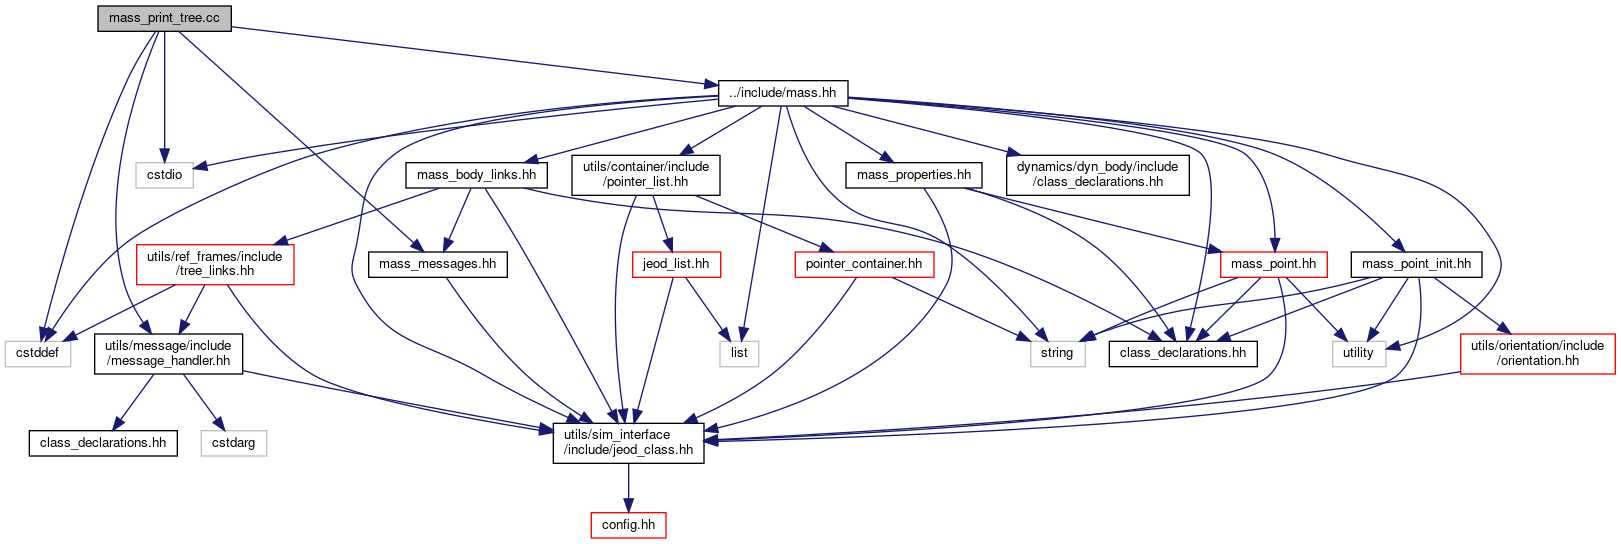 mass_print_tree.cc
../include/mass.hh
cstdio
mass_body_links.hh
utils/container/include
/pointer_list.hh
mass_properties.hh
dynamics/dyn_body/include
/class_declarations.hh
utils/ref_frames/include
/tree_links.hh
mass_messages.hh
jeod_list.hh
pointer_container.hh
mass_point.hh
mass_point_init.hh
cstddef
utils/message/include
/message_handler.hh
list
string
class_declarations.hh
utility
utils/orientation/include
/orientation.hh
class_declarations.hh
cstdarg
utils/sim_interface
/include/jeod_class.hh
config.hh